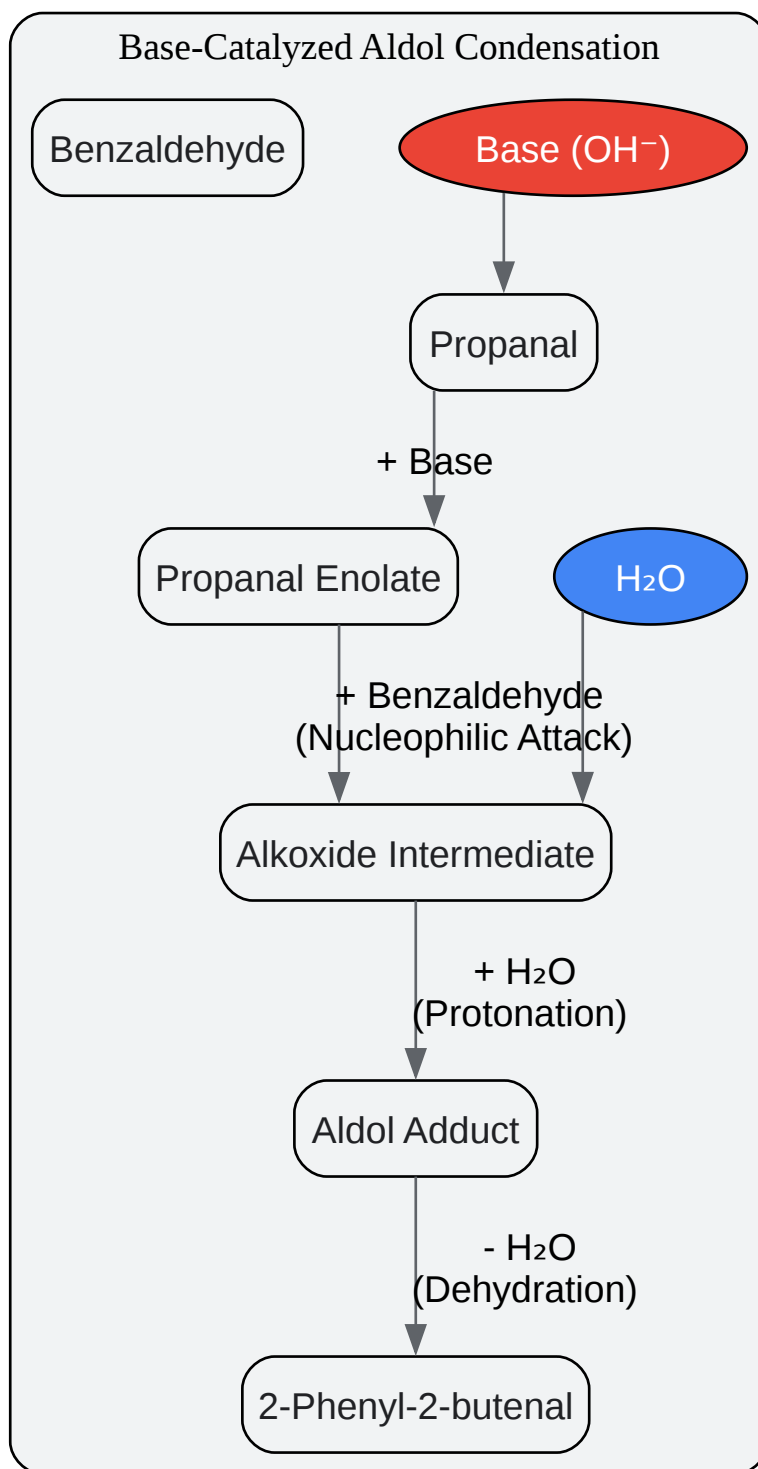 Base-Catalyzed Aldol Condensation
Benzaldehyde
Base (OH⁻)
Propanal
+ Base
Propanal Enolate
H₂O
+ Benzaldehyde
(Nucleophilic Attack)
Alkoxide Intermediate
+ H₂O
(Protonation)
Aldol Adduct
- H₂O
(Dehydration)
2-Phenyl-2-butenal